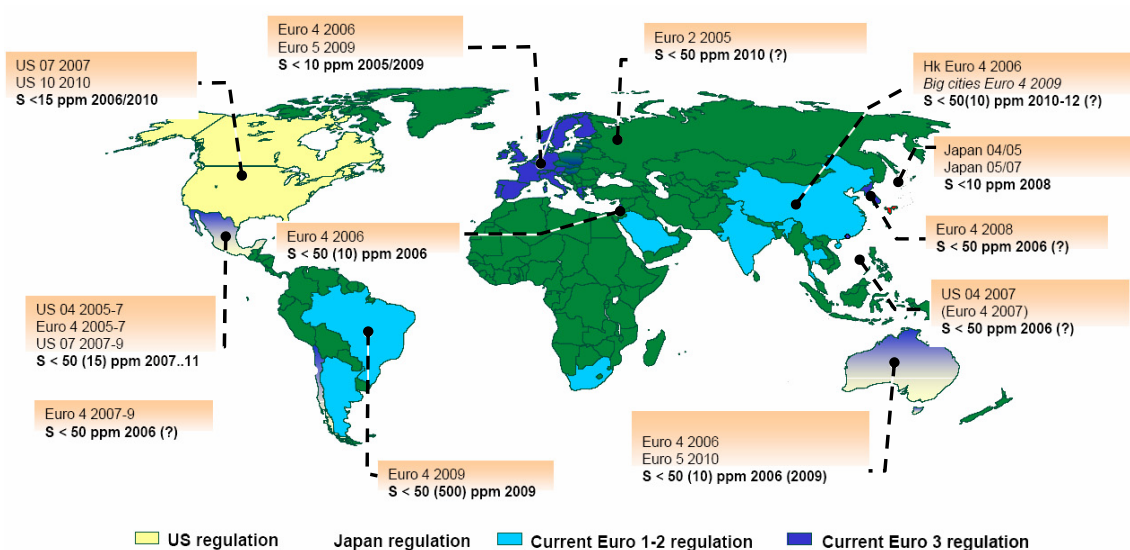 Euro 4 2006
Euro 5 2009
S < 10 ppm 2005/2009
Euro 2 2005
S < 50 ppm 2010 (?)
US 07 2007
US 10 2010
S <15 ppm 2006/2010
Hk Euro 4 2006
Big cities Euro 4 2009
S < 50(10) ppm 2010-12 (?)
Japan 04/05
Japan 05/07
S <10 ppm 2008
Euro 4 2006
S < 50 (10) ppm 2006
Euro 4 2008
S < 50 ppm 2006 (?)
US 04 2005-7
Euro 4 2005-7
US 07 2007-9
S < 50 (15) ppm 2007..11
US 04 2007
(Euro 4 2007)
S < 50 ppm 2006 (?)
Euro 4 2007-9
S < 50 ppm 2006 (?)
Euro 4 2006
Euro 5 2010
S < 50 (10) ppm 2006 (2009)
Euro 4 2009
S < 50 (500) ppm 2009
US regulation
Japan regulation
Current Euro 1-2 regulation
Current Euro 3 regulation